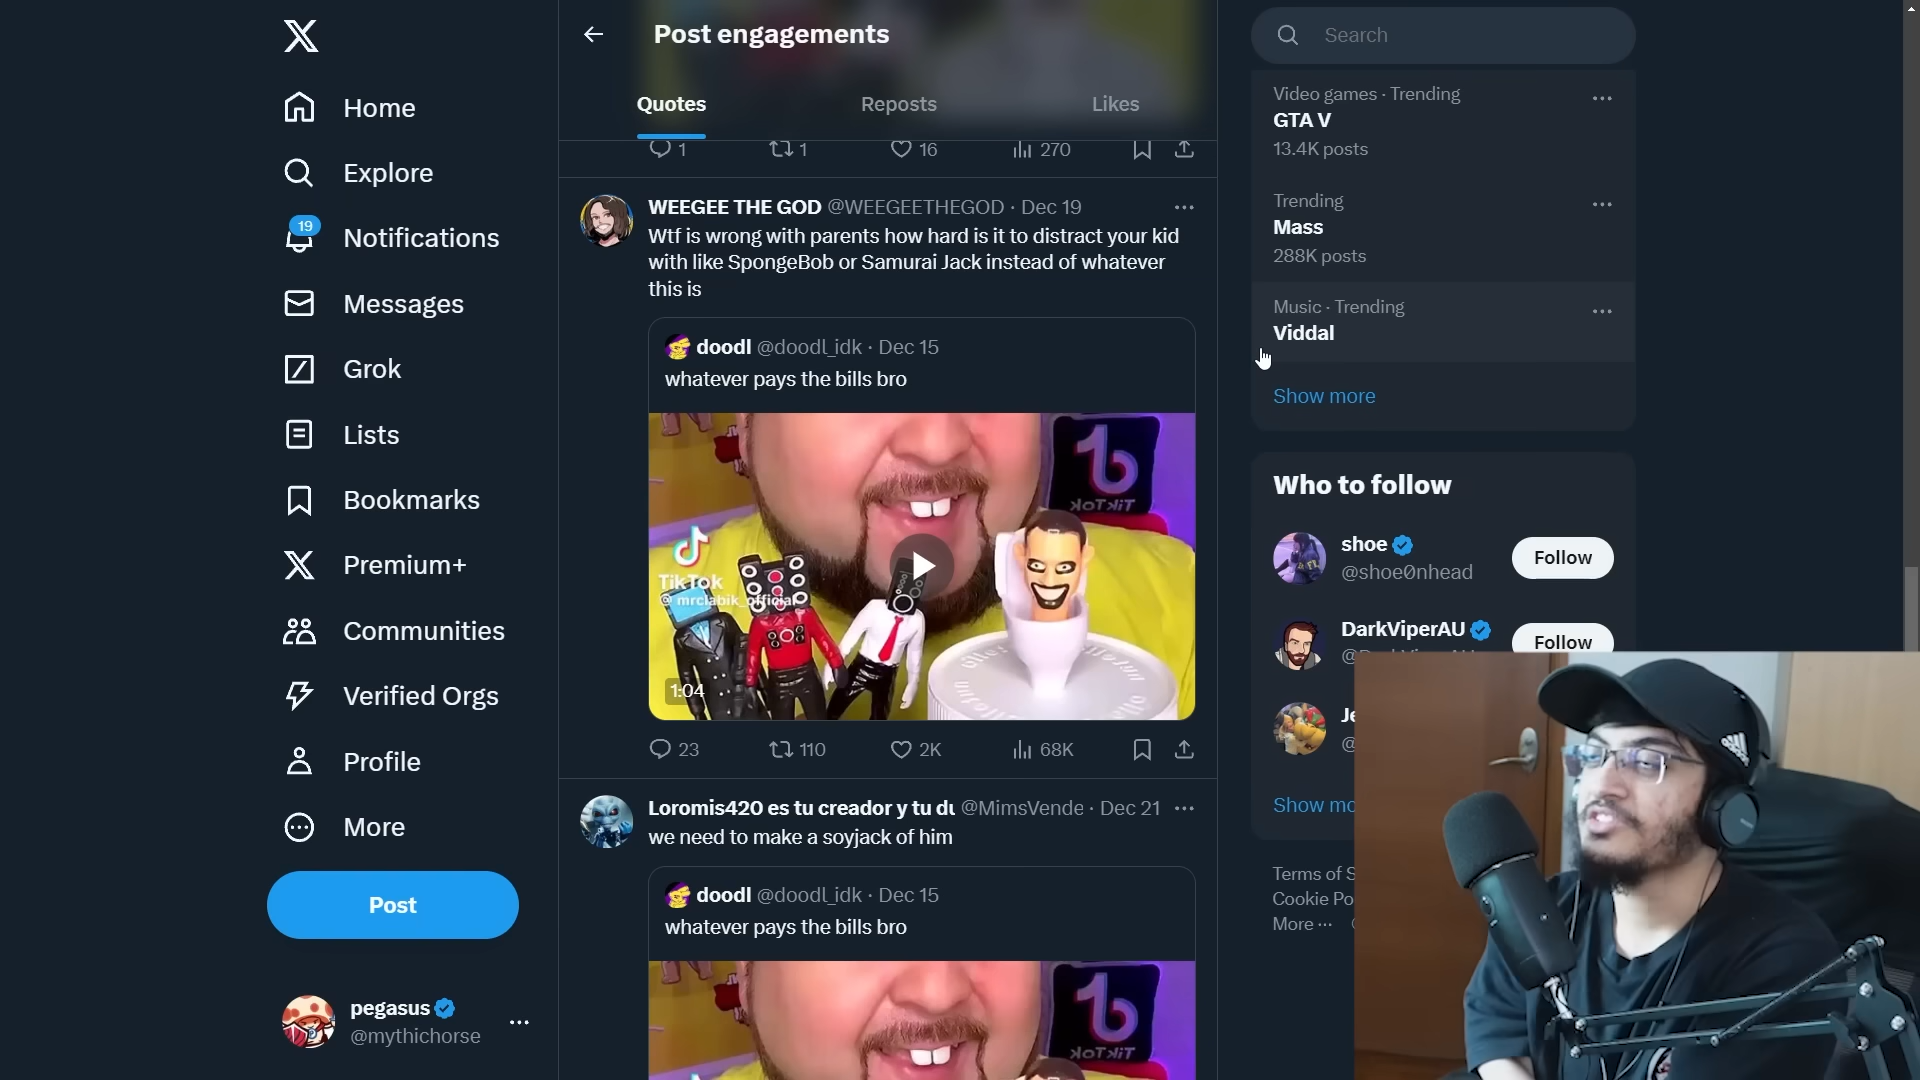 Home
Explore
19
Notifications
Messages
Grok
Lists
Bookmarks
Premium+
Communities
Verified Orgs
Profile
More
Post
pegasus
@mythichorse
Post engagements
Quotes
Reposts
Likes
1
1
16
270
WEEGEE THE GOD @WEEGEETHEGOD · Dec 19
Wtf is wrong with parents how hard is it to distract your kid
with like SpongeBob or Samurai Jack instead of whatever
this is
doodl @doodl_idk · Dec 15
whatever pays the bills bro
TikTok
TikTok
@mrclabik_official
1:04
23
110
2K
68K
Loromis420 es tu creador y tu du @MimsVende · Dec 21
we need to make a soyjack of him
doodl @doodl_idk · Dec 15
whatever pays the bills bro
TikTok
Search
Video games · Trending
GTA V
13.4K posts
Trending
Mass
288K posts
Music · Trending
Viddal
Show more
Who to follow
shoe
@shoe0nhead
Follow
DarkViperAU
Follow
Je
@
Show mo
Terms of S
Cookie Po
More ···
adidas